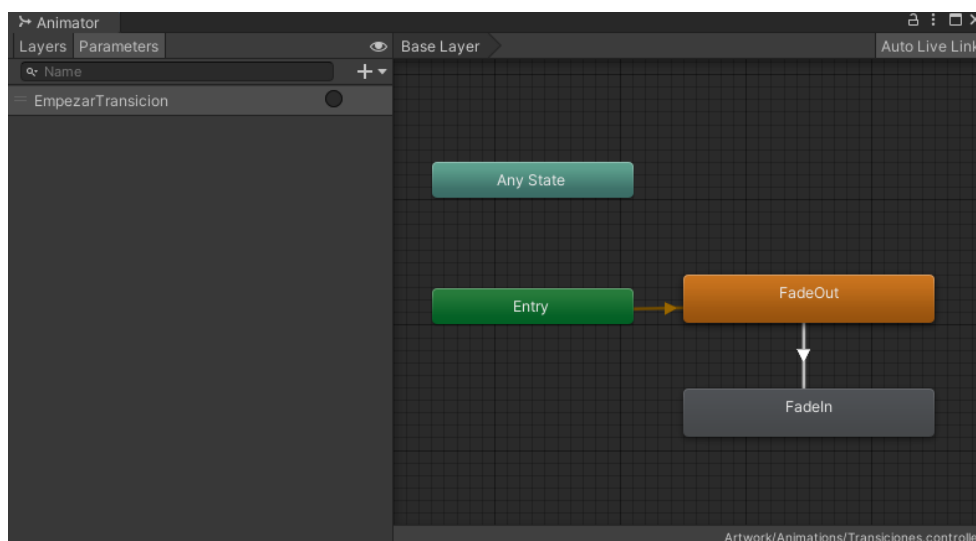 Animator
Layers Parameters
Base Layer
Auto Live Link
Name
EmpezarTransicion
Any State
Entry
FadeOut
FadeIn
Artwork/Animations/Transiciones.controlle